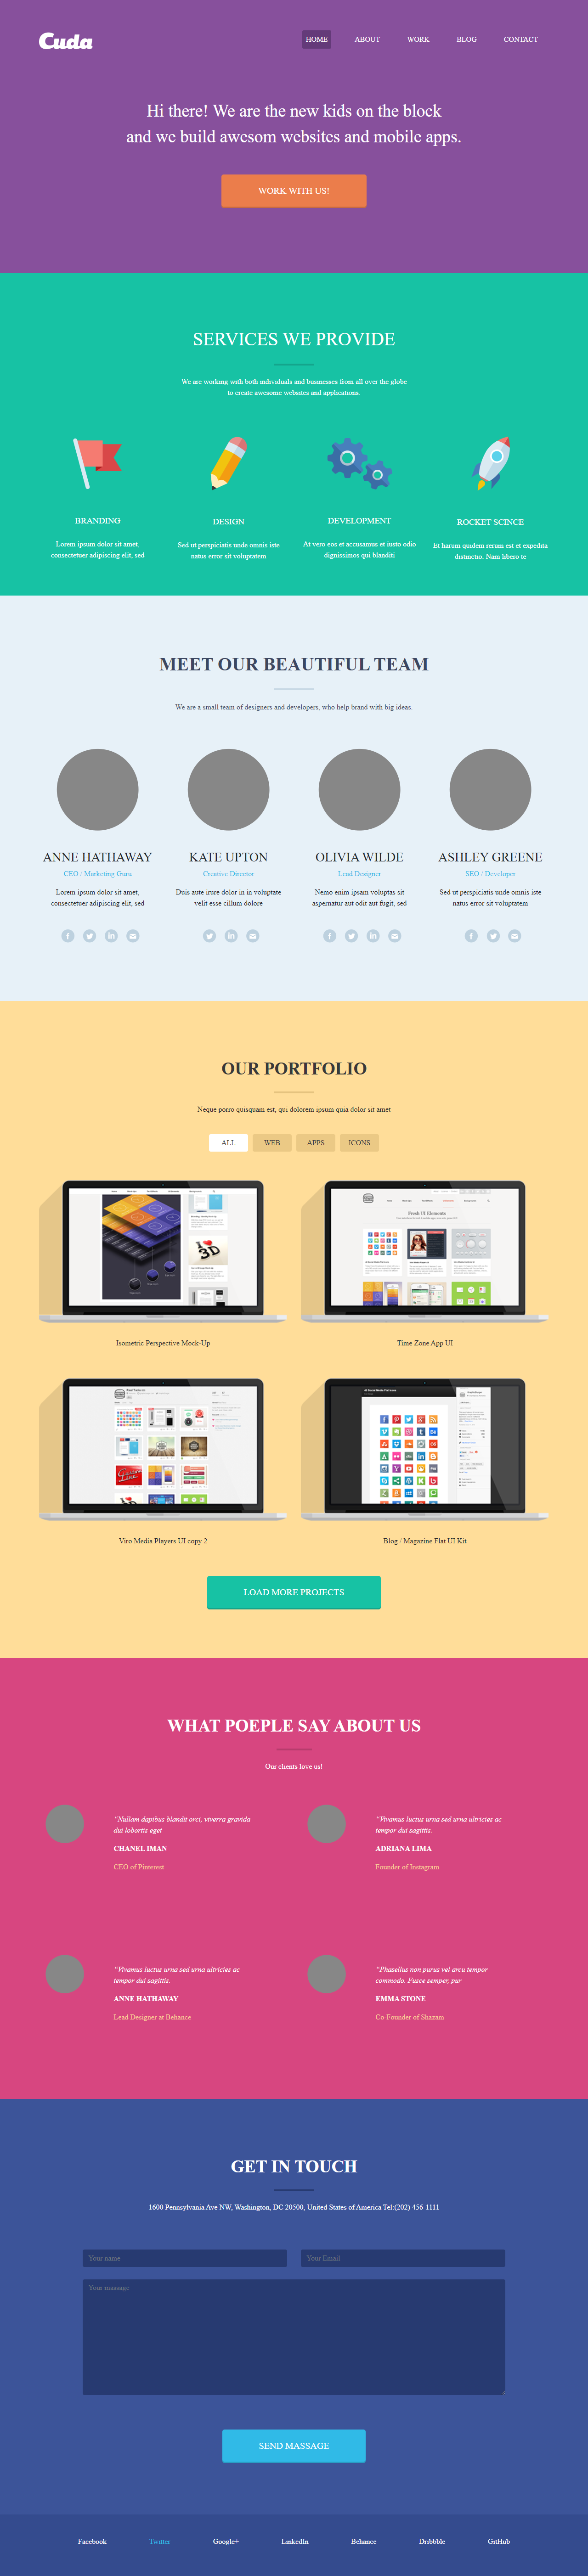 Cuda
HOME ABOUT WORK BLOG CONTACT
Hi there! We are the new kids on the block
and we build awesom websites and mobile apps.
WORK WITH US!
SERVICES WE PROVIDE
We are working with both individuals and businesses from all over the globe
to create awesome websites and applications.
BRANDING
Lorem ipsum dolor sit amet,
consectetuer adipiscing elit, sed
DESIGN
Sed ut perspiciatis unde omnis iste
natus error sit voluptatem
DEVELOPMENT
At vero eos et accusamus et iusto odio
dignissimos qui blanditi
ROCKET SCINCE
Et harum quidem rerum est et expedita
distinctio. Nam libero te
MEET OUR BEAUTIFUL TEAM
We are a small team of designers and developers, who help brand with big ideas.
ANNE HATHAWAY
CEO / Marketing Guru
Lorem ipsum dolor sit amet,
consectetuer adipiscing elit, sed
KATE UPTON
Creative Director
Duis aute irure dolor in in voluptate
velit esse cillum dolore
OLIVIA WILDE
Lead Designer
Nemo enim ipsam voluptas sit
aspernatur aut odit aut fugit, sed
ASHLEY GREENE
SEO / Developer
Sed ut perspiciatis unde omnis iste
natus error sit voluptatem
OUR PORTFOLIO
Neque porro quisquam est, qui dolorem ipsum quia dolor sit amet
ALL WEB APPS ICONS
I 3D
Isometric Perspective Mock-Up
Fresh UI Elements
Time Zone App UI
Viro Media Players UI copy 2
Blog / Magazine Flat UI Kit
LOAD MORE PROJECTS
WHAT POEPLE SAY ABOUT US
Our clients love us!
“Nullam dapibus blandit orci, viverra gravida
dui lobortis eget
CHANEL IMAN
CEO of Pinterest
“Vivamus luctus urna sed urna ultricies ac
tempor dui sagittis.
ADRIANA LIMA
Founder of Instagram
“Vivamus luctus urna sed urna ultricies ac
tempor dui sagittis.
ANNE HATHAWAY
Lead Designer at Behance
“Phasellus non purus vel arcu tempor
commodo. Fusce semper, pur
EMMA STONE
Co-Founder of Shazam
GET IN TOUCH
1600 Pennsylvania Ave NW, Washington, DC 20500, United States of America Tel:(202) 456-1111
Your name
Your Email
Your massage
SEND MASSAGE
Facebook Twitter Google+ LinkedIn Behance Dribbble GitHub